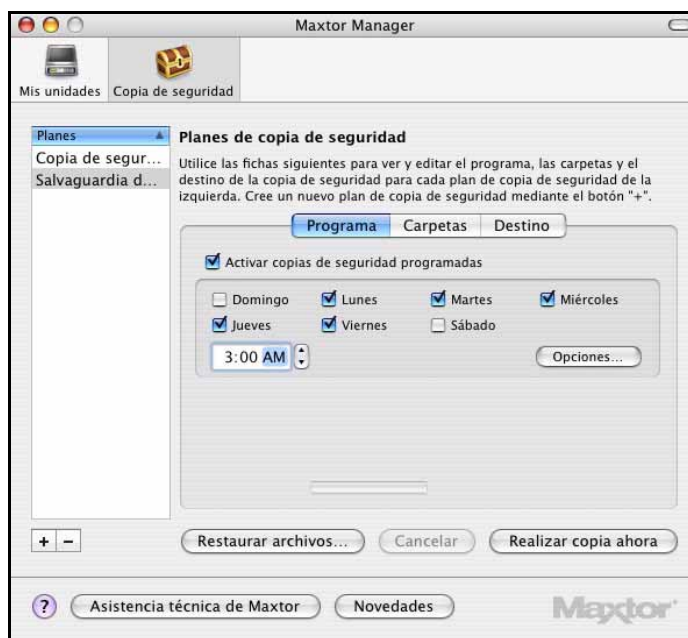 Maxtor Manager
Mis unidades
Copia de seguridad
Planes
Copia de segur...
Salvaguardia d...
Planes de copia de seguridad
Utilice las fichas siguientes para ver y editar el programa, las carpetas y el
destino de la copia de seguridad para cada plan de copia de seguridad de la
izquierda. Cree un nuevo plan de copia de seguridad mediante el botón "+".
Programa Carpetas Destino
Activar copias de seguridad programadas
Domingo Lunes Martes Miércoles
Jueves Viernes Sábado
3:00 AM
Opciones...
+ −
Restaurar archivos... Cancelar Realizar copia ahora
? Asistencia técnica de Maxtor Novedades Maxtor